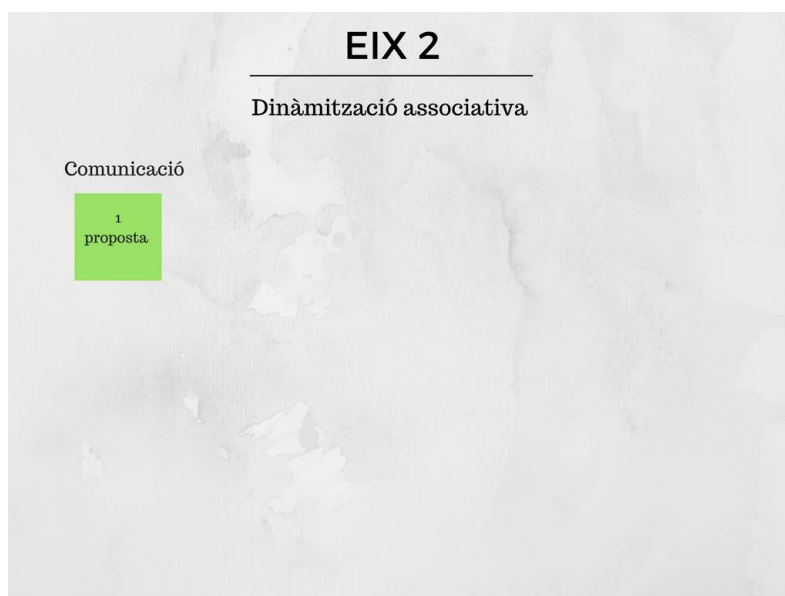 EIX 2
Dinàmització associativa
Comunicació
1
proposta